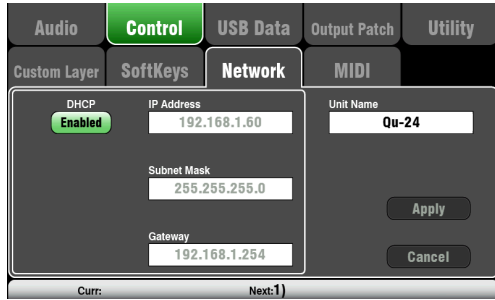 Audio Control USB Data Output Patch Utility
Custom Layer SoftKeys Network MIDI
DHCP IP Address Unit Name
Enabled 192.168.1.60 Qu-24
Subnet Mask
255.255.255.0
Apply
Gateway
192.168.1.254 Cancel
Curr: Next:1)